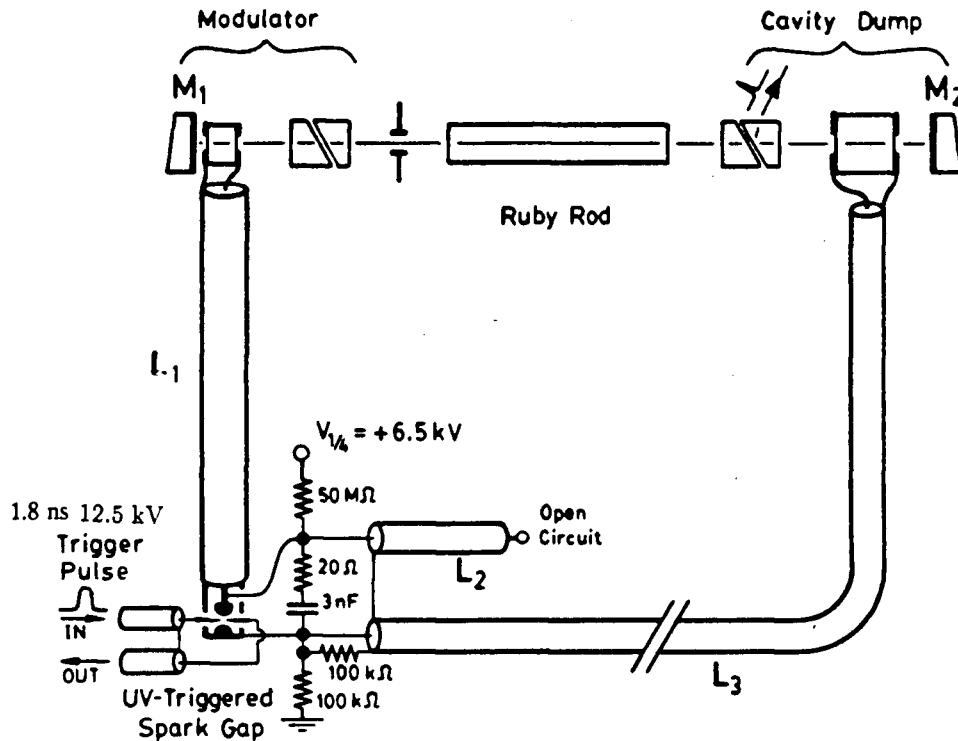 Modulator
Cavity Dump
M1
M2
Ruby Rod
L1
V1/4 = +6.5 kV
50 MΩ
1.8 ns 12.5 kV
Trigger
Pulse
Open
Circuit
20 Ω
L2
3 nF
IN
OUT
100 kΩ
100 kΩ
L3
UV-Triggered
Spark Gap